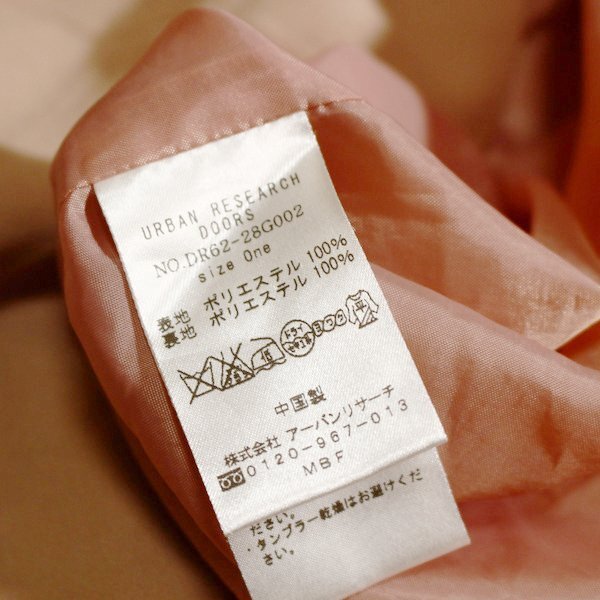 URBAN RESEARCH
DOORS
NO.DR62-28G002
size One
表地 ポリエステル 100%
裏地 ポリエステル 100%
中国製
株式会社 アーバンリサーチ
0120-967-013
MBF
ださい。
・タンブラー乾燥はお避けくだ
さい。